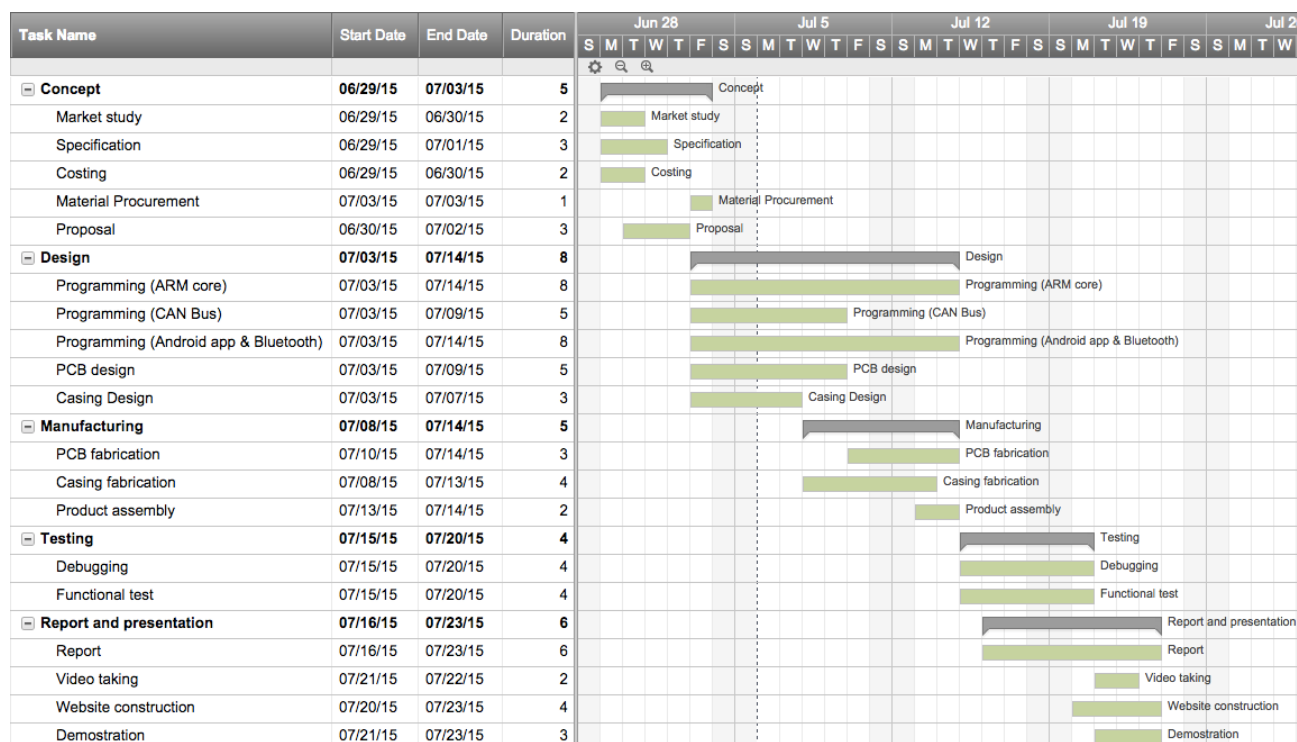 Task Name Start Date End Date Duration Jun 28 Jul 5 Jul 12 Jul 19 Jul 2
S M T W T F S S M T W T F S S M T W T F S S M T W T F S S M T W
Concept 06/29/15 07/03/15 5 Concept
Market study 06/29/15 06/30/15 2 Market study
Specification 06/29/15 07/01/15 3 Specification
Costing 06/29/15 06/30/15 2 Costing
Material Procurement 07/03/15 07/03/15 1 Material Procurement
Proposal 06/30/15 07/02/15 3 Proposal
Design 07/03/15 07/14/15 8 Design
Programming (ARM core) 07/03/15 07/14/15 8 Programming (ARM core)
Programming (CAN Bus) 07/03/15 07/09/15 5 Programming (CAN Bus)
Programming (Android app & Bluetooth) 07/03/15 07/14/15 8 Programming (Android app & Bluetooth)
PCB design 07/03/15 07/09/15 5 PCB design
Casing Design 07/03/15 07/07/15 3 Casing Design
Manufacturing 07/08/15 07/14/15 5 Manufacturing
PCB fabrication 07/10/15 07/14/15 3 PCB fabrication
Casing fabrication 07/08/15 07/13/15 4 Casing fabrication
Product assembly 07/13/15 07/14/15 2 Product assembly
Testing 07/15/15 07/20/15 4 Testing
Debugging 07/15/15 07/20/15 4 Debugging
Functional test 07/15/15 07/20/15 4 Functional test
Report and presentation 07/16/15 07/23/15 6 Report and presentation
Report 07/16/15 07/23/15 6 Report
Video taking 07/21/15 07/22/15 2 Video taking
Website construction 07/20/15 07/23/15 4 Website construction
Demostration 07/21/15 07/23/15 3 Demostration